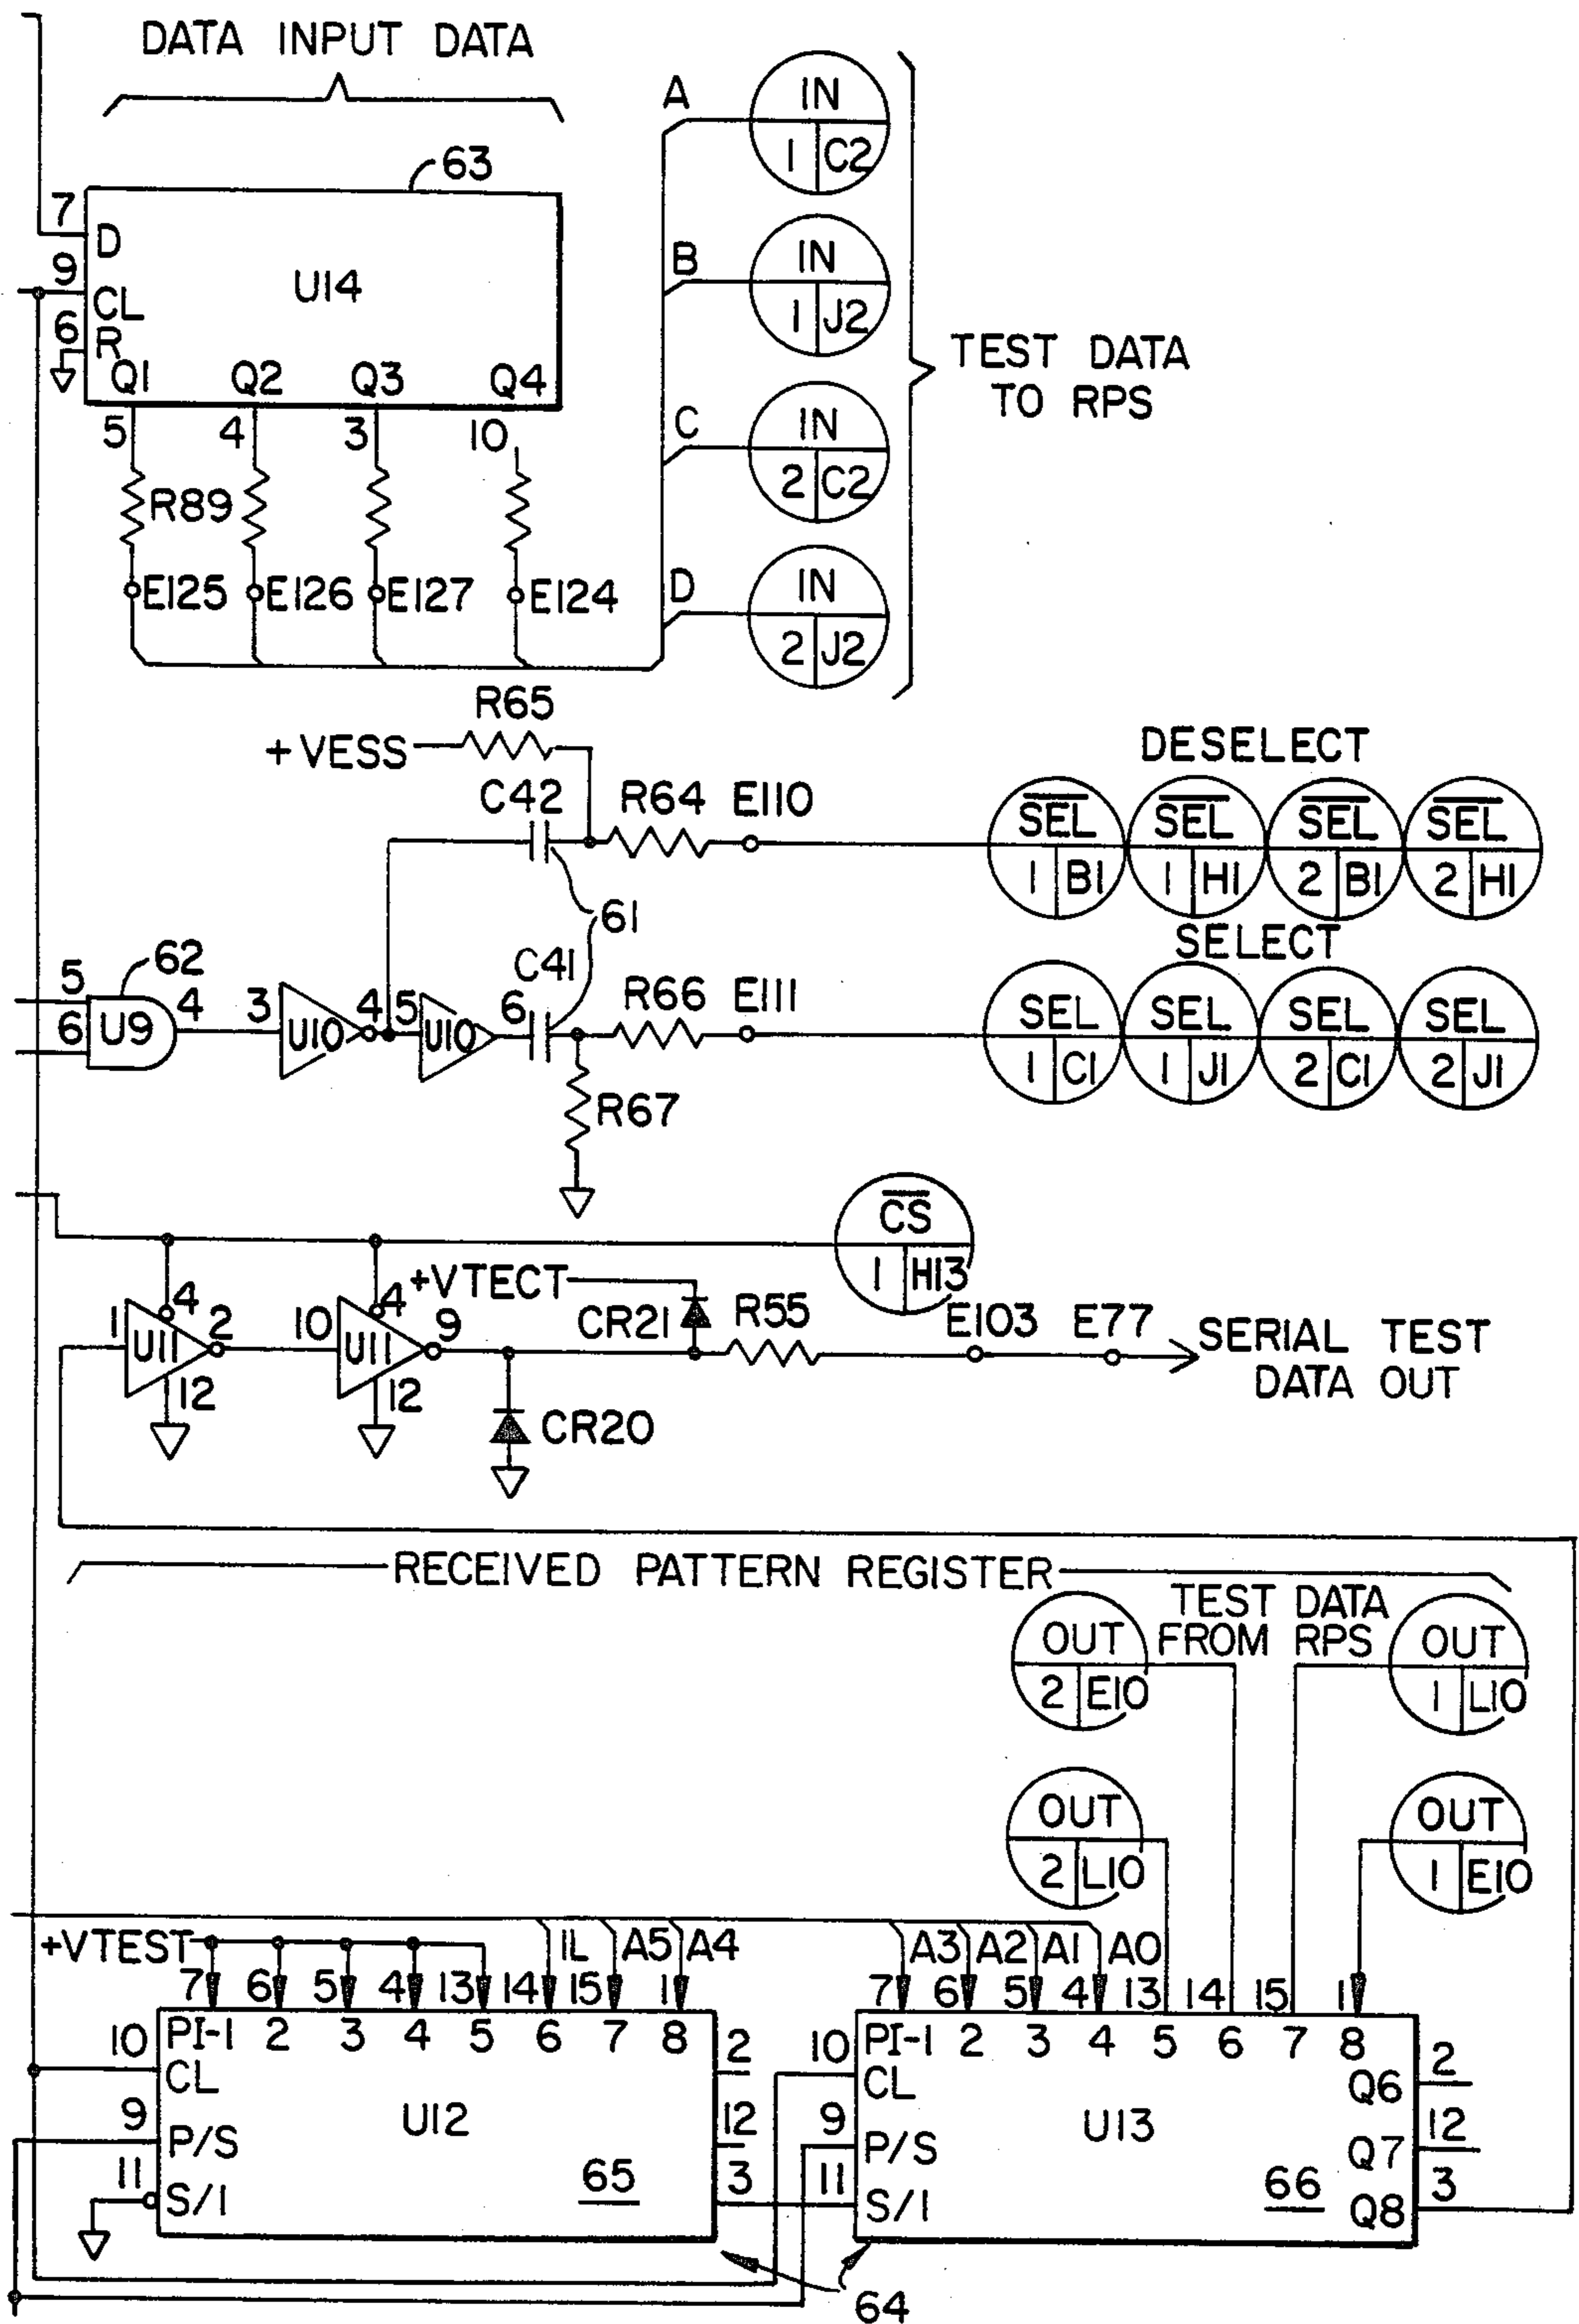 DATA INPUT DATA
63
7
D
9
CL
6
R
U14
Q1 Q2 Q3 Q4
5 4 3 10
R89
E125 E126 E127 E124
A
IN
1 C2
B
IN
1 J2
C
IN
2 C2
D
IN
2 J2
TEST DATA
TO RPS
R65
+VESS
C42 R64 E110
DESELECT
SEL SEL SEL SEL
1 B1 1 H1 2 B1 2 H1
61
SELECT
5 62 C41
6 U9 4 3 U10 4 5 U10 6 R66 E111
SEL SEL SEL SEL
1 C1 1 J1 2 C1 2 J1
R67
CS
1 H13
+VTECT
1 U11 4 2 10 U11 4 9 CR21 R55 E103 E77
12 12
SERIAL TEST
DATA OUT
CR20
RECEIVED PATTERN REGISTER
TEST DATA
FROM RPS
OUT
2 E10
OUT
1 L10
OUT
2 L10
OUT
1 E10
+VTEST IL A5 A4 A3 A2 A1 A0
7 6 5 4 13 14 15 1 7 6 5 4 13 14 15 1
10 PI-1 2 3 4 5 6 7 8 2 10 PI-1 2 3 4 5 6 7 8
CL CL Q6 2
9 U12 12 9 U13 12
P/S P/S Q7
11 65 3 11 66 3
S/I S/I Q8
64